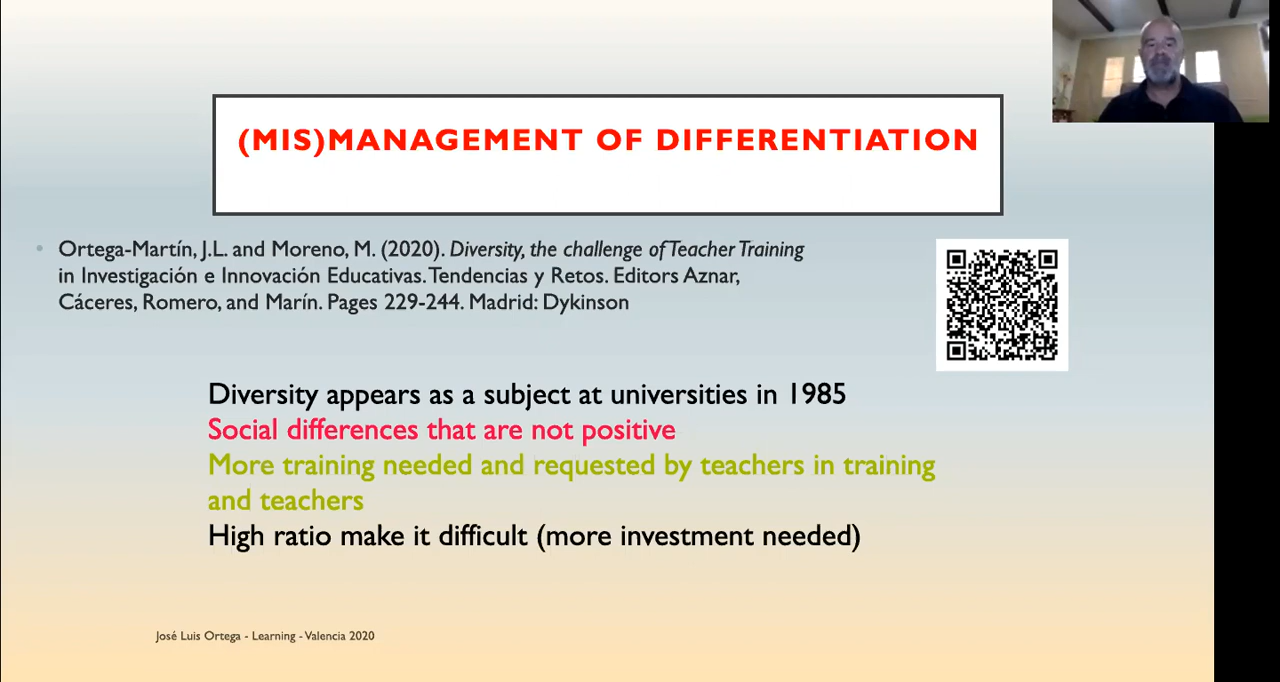 (MIS)MANAGEMENT OF DIFFERENTIATION
• Ortega-Martín, J.L. and Moreno, M. (2020). Diversity, the challenge of Teacher Training
in Investigación e Innovación Educativas. Tendencias y Retos. Editors Aznar,
Cáceres, Romero, and Marín. Pages 229-244. Madrid: Dykinson
Diversity appears as a subject at universities in 1985
Social differences that are not positive
More training needed and requested by teachers in training
and teachers
High ratio make it difficult (more investment needed)
José Luis Ortega - Learning - Valencia 2020